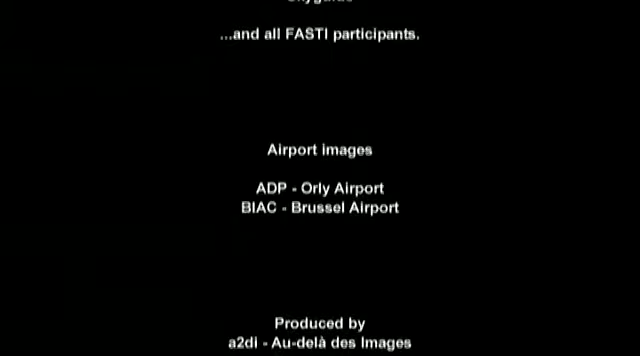 ...and all FASTI participants.
Airport images
ADP - Orly Airport
BIAC - Brussel Airport
Produced by
a2di - Au-delà des Images